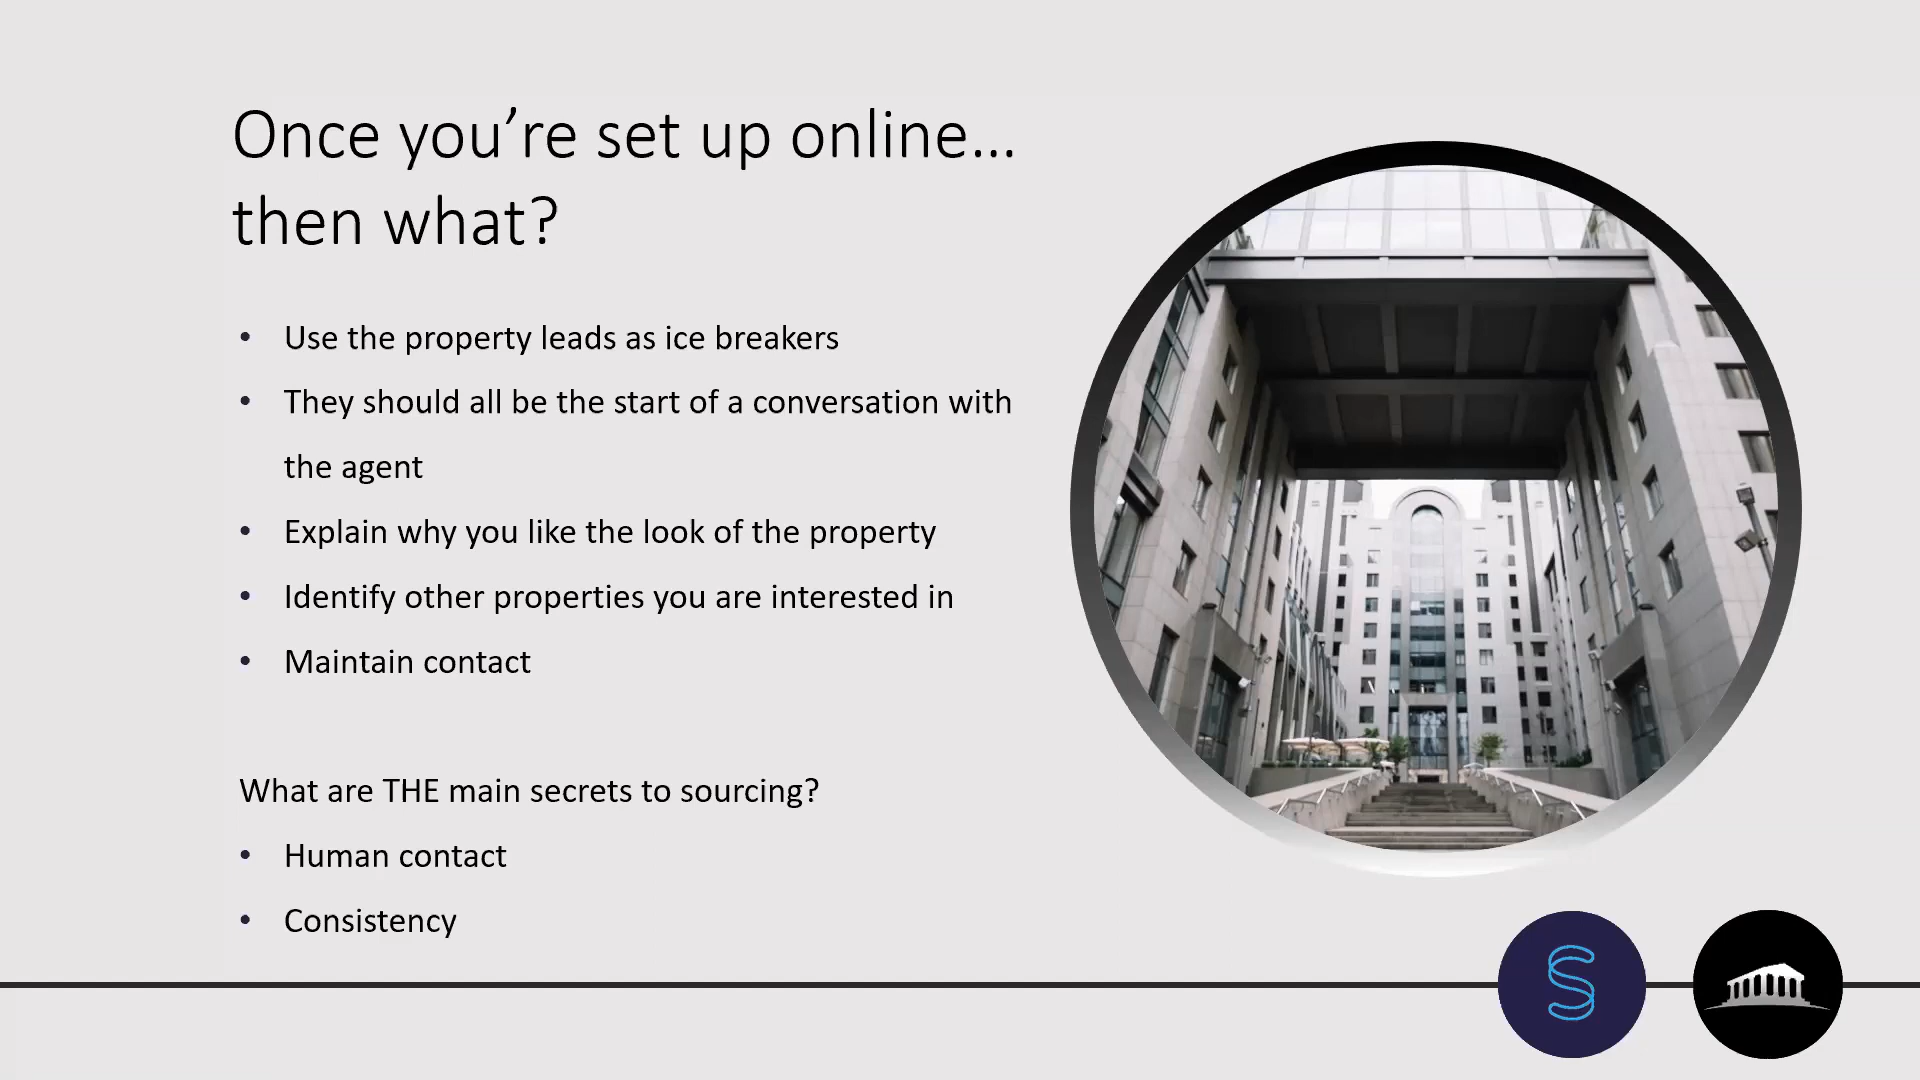 Once you’re set up online…
then what?
• Use the property leads as ice breakers
• They should all be the start of a conversation with
the agent
• Explain why you like the look of the property
• Identify other properties you are interested in
• Maintain contact
What are THE main secrets to sourcing?
• Human contact
• Consistency
S